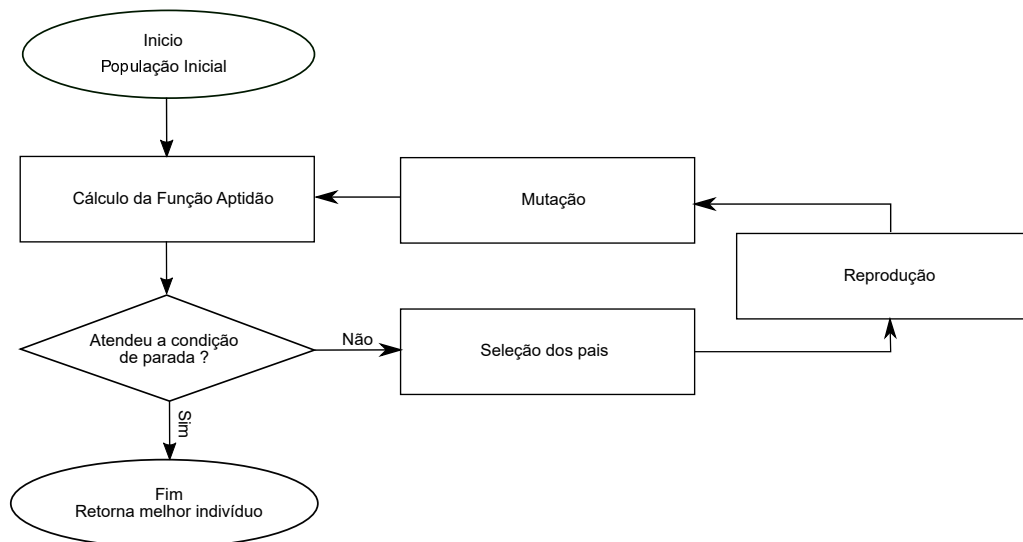 Inicio
População Inicial
Cálculo da Função Aptidão
Mutação
Reprodução
Atendeu a condição
de parada ?
Não
Seleção dos pais
Sim
Fim
Retorna melhor indivíduo